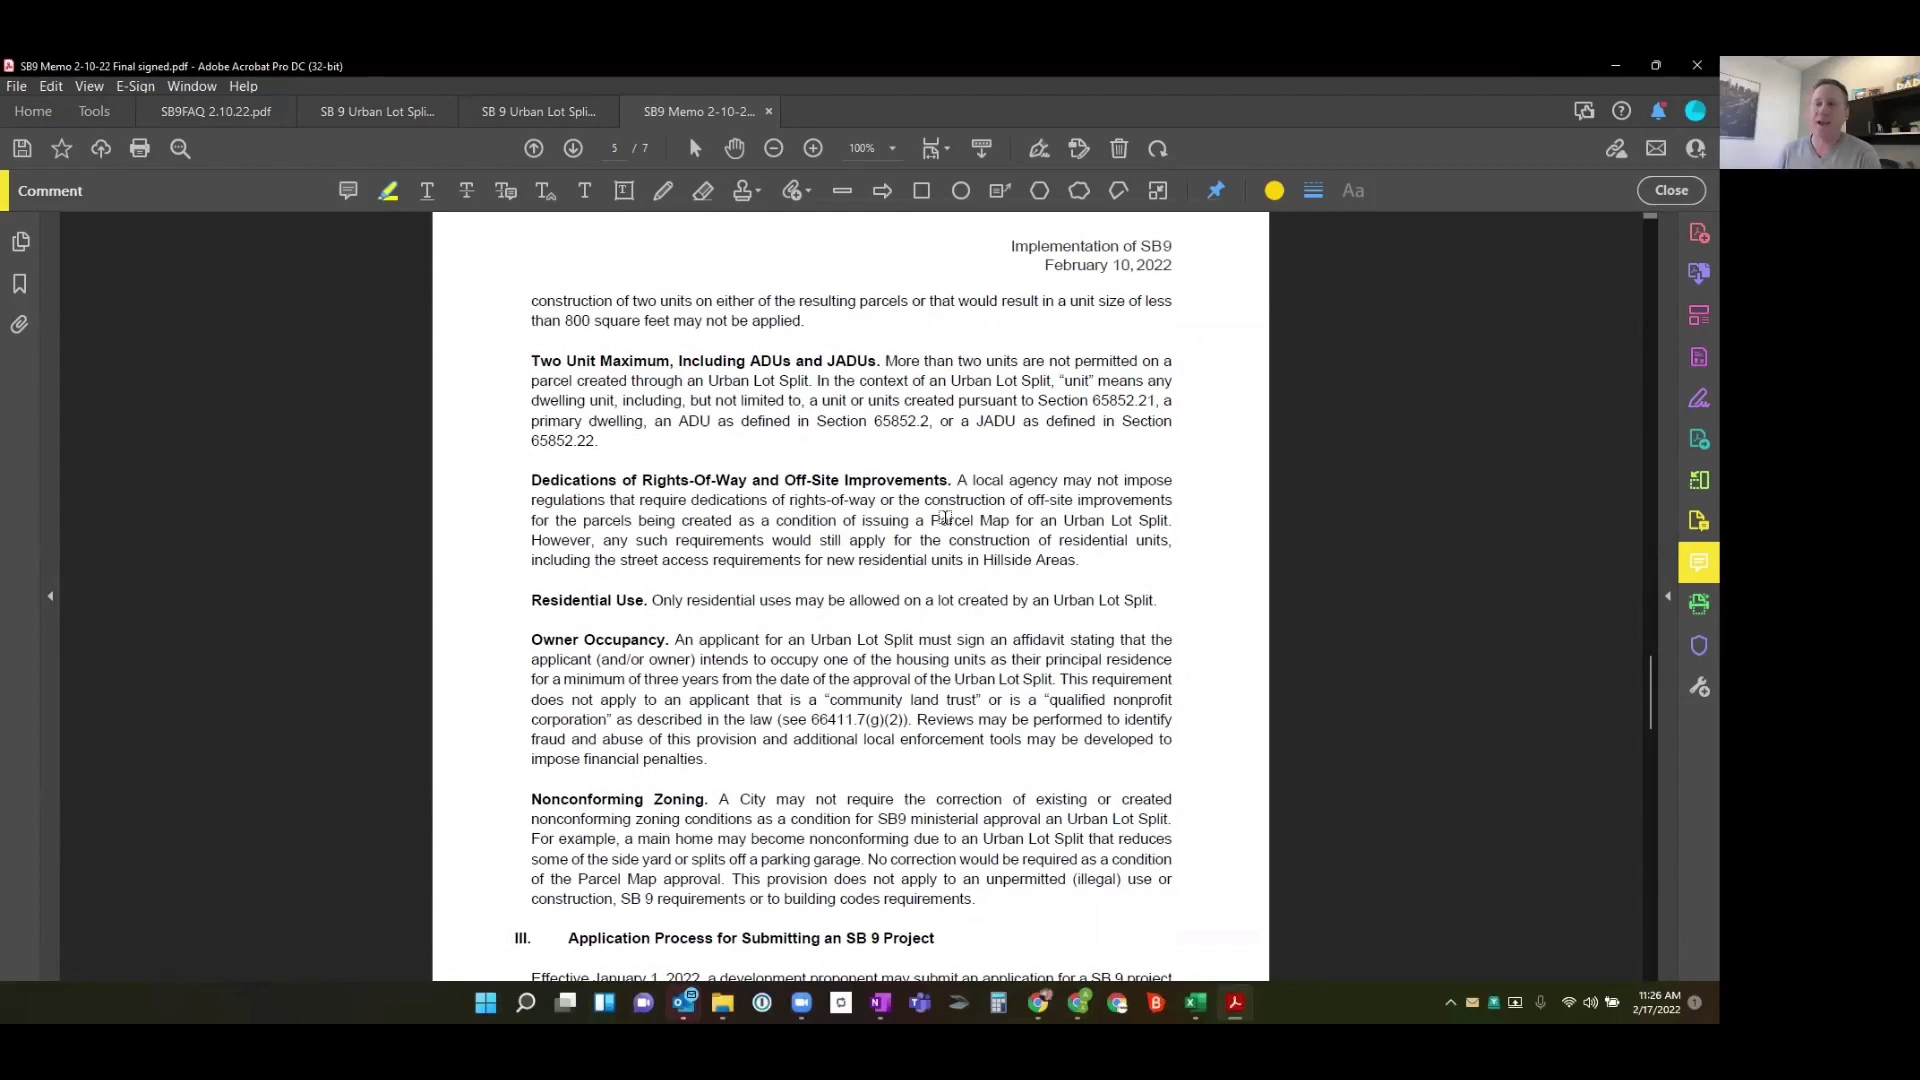 SB9 Memo 2-10-22 Final signed.pdf - Adobe Acrobat Pro DC (32-bit)
File Edit View E-Sign Window Help
Home Tools SB9FAQ 2.10.22.pdf SB 9 Urban Lot Spli... SB 9 Urban Lot Spli... SB9 Memo 2-10-2... ×
5 / 7 100%
Comment Aa Close
Implementation of SB9
February 10, 2022
construction of two units on either of the resulting parcels or that would result in a unit size of less
than 800 square feet may not be applied.
Two Unit Maximum, Including ADUs and JADUs. More than two units are not permitted on a
parcel created through an Urban Lot Split. In the context of an Urban Lot Split, “unit” means any
dwelling unit, including, but not limited to, a unit or units created pursuant to Section 65852.21, a
primary dwelling, an ADU as defined in Section 65852.2, or a JADU as defined in Section
65852.22.
Dedications of Rights-Of-Way and Off-Site Improvements. A local agency may not impose
regulations that require dedications of rights-of-way or the construction of off-site improvements
for the parcels being created as a condition of issuing a Parcel Map for an Urban Lot Split.
However, any such requirements would still apply for the construction of residential units,
including the street access requirements for new residential units in Hillside Areas.
Residential Use. Only residential uses may be allowed on a lot created by an Urban Lot Split.
Owner Occupancy. An applicant for an Urban Lot Split must sign an affidavit stating that the
applicant (and/or owner) intends to occupy one of the housing units as their principal residence
for a minimum of three years from the date of the approval of the Urban Lot Split. This requirement
does not apply to an applicant that is a “community land trust” or is a “qualified nonprofit
corporation” as described in the law (see 66411.7(g)(2)). Reviews may be performed to identify
fraud and abuse of this provision and additional local enforcement tools may be developed to
impose financial penalties.
Nonconforming Zoning. A City may not require the correction of existing or created
nonconforming zoning conditions as a condition for SB9 ministerial approval an Urban Lot Split.
For example, a main home may become nonconforming due to an Urban Lot Split that reduces
some of the side yard or splits off a parking garage. No correction would be required as a condition
of the Parcel Map approval. This provision does not apply to an unpermitted (illegal) use or
construction, SB 9 requirements or to building codes requirements.
III. Application Process for Submitting an SB 9 Project
Effective January 1, 2022, a development proponent may submit an application for a SB 9 project
11:26 AM
2/17/2022